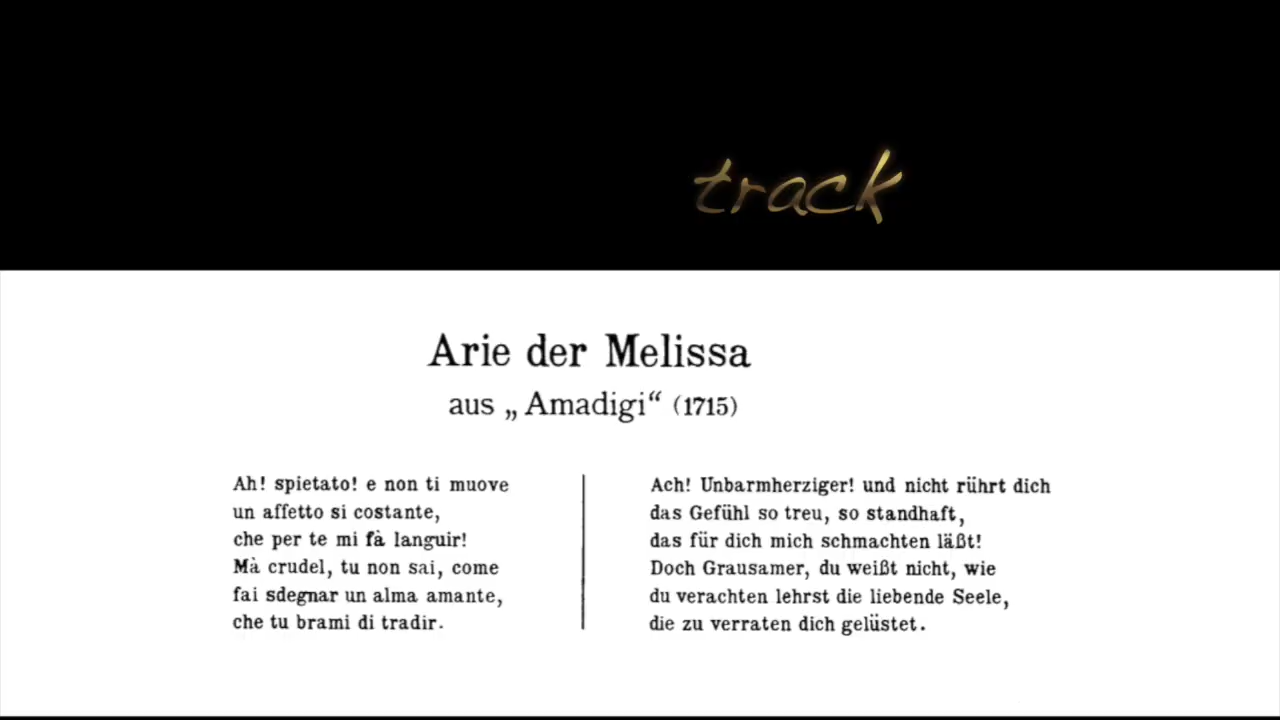 track
Arie der Melissa
aus „Amadigi“ (1715)
Ah! spietato! e non ti muove
un affetto si costante,
che per te mi fà languir!
Mà crudel, tu non sai, come
fai sdegnar un alma amante,
che tu brami di tradir.
Ach! Unbarmherziger! und nicht rührt dich
das Gefühl so treu, so standhaft,
das für dich mich schmachten läßt!
Doch Grausamer, du weißt nicht, wie
du verachten lehrst die liebende Seele,
die zu verraten dich gelüstet.